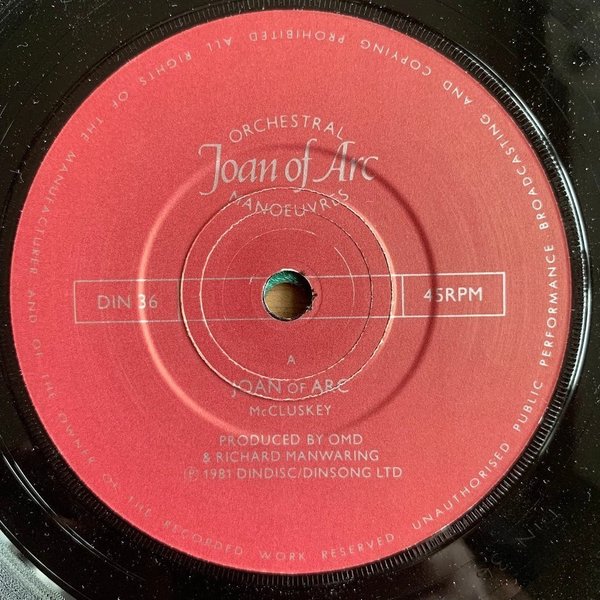 ORCHESTRAL
Joan of Arc
MANOEUVRES
DIN 36
45RPM
A
JOAN OF ARC
McCLUSKEY
PRODUCED BY OMD
& RICHARD MANWARING
Ⓟ 1981 DINDISC/DINSONG LTD
ALL RIGHTS OF THE MANUFACTURER AND OF THE OWNER OF THE RECORDED WORK RESERVED. UNAUTHORISED PUBLIC PERFORMANCE BROADCASTING AND COPYING PROHIBITED